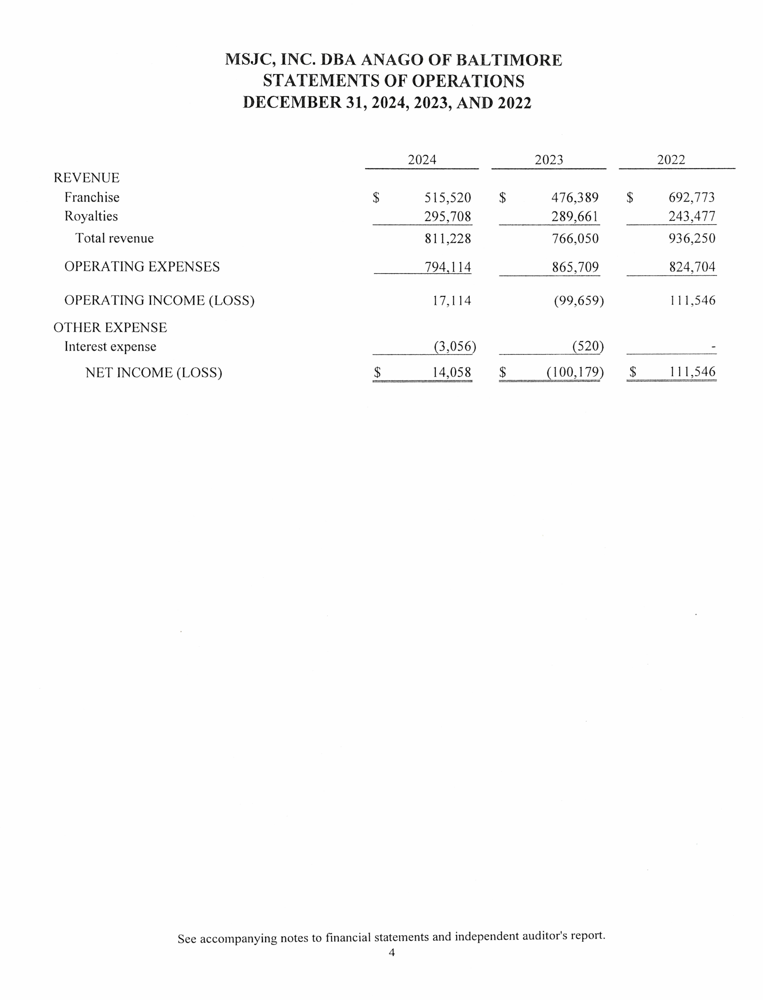 MSJC, INC. DBA ANAGO OF BALTIMORE
STATEMENTS OF OPERATIONS
DECEMBER 31, 2024, 2023, AND 2022
2024 2023 2022
REVENUE
Franchise $ 515,520 $ 476,389 $ 692,773
Royalties 295,708 289,661 243,477
Total revenue 811,228 766,050 936,250
OPERATING EXPENSES 794,114 865,709 824,704
OPERATING INCOME (LOSS) 17,114 (99,659) 111,546
OTHER EXPENSE
Interest expense (3,056) (520) -
NET INCOME (LOSS) $ 14,058 $ (100,179) $ 111,546
See accompanying notes to financial statements and independent auditor's report.
4